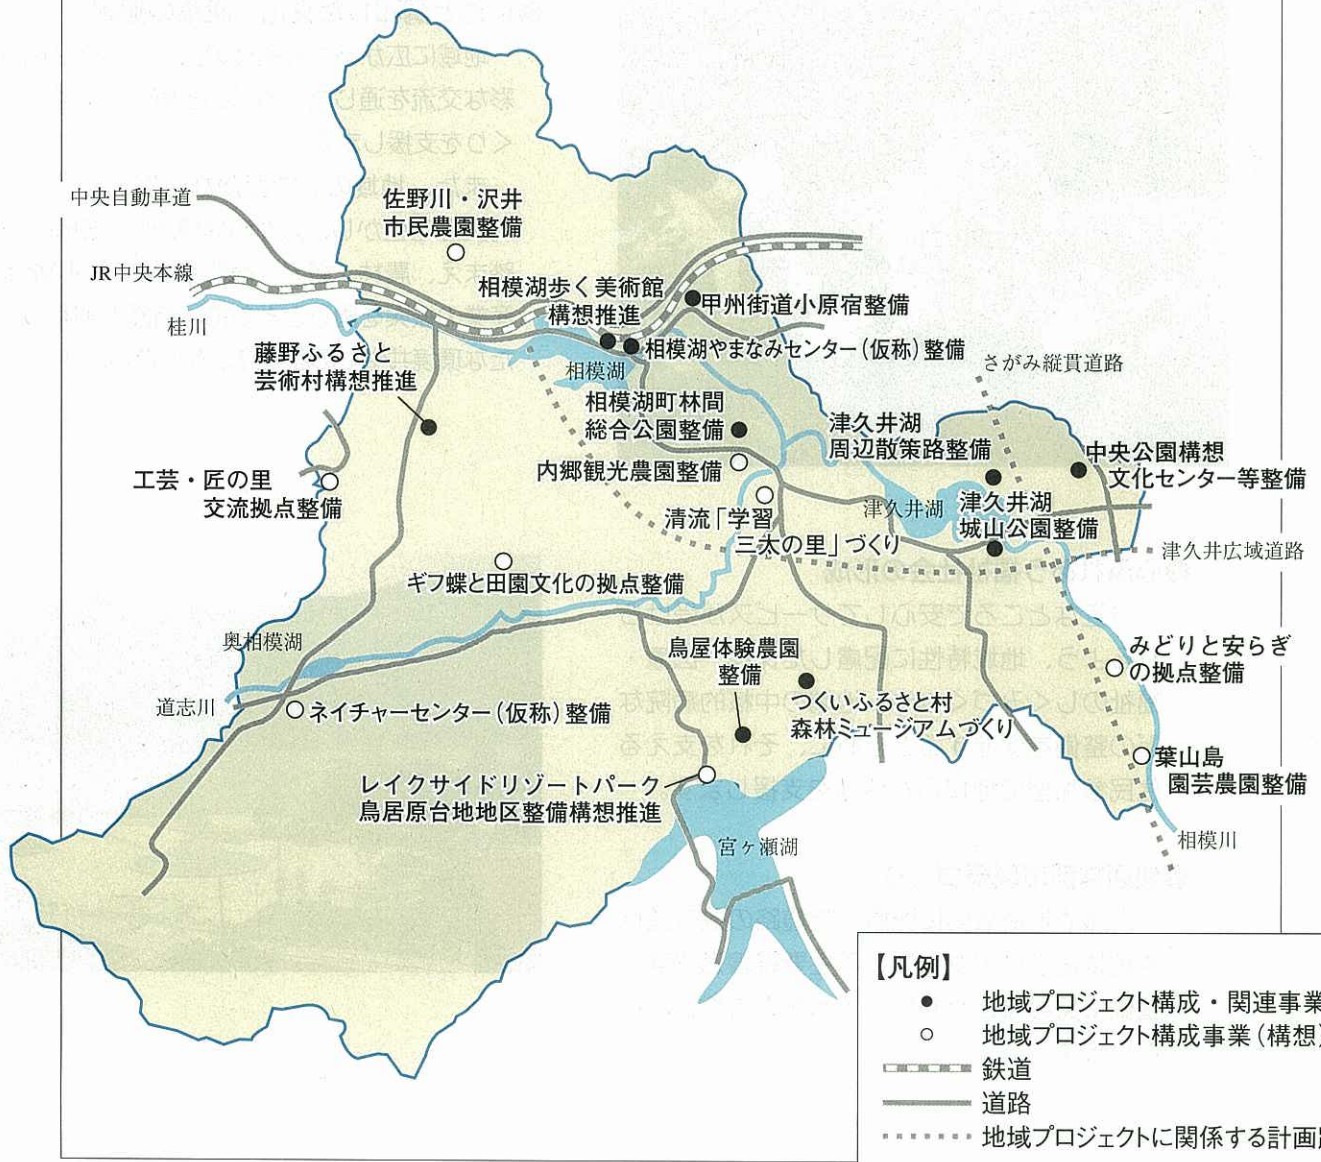 中央自動車道
JR中央本線
桂川
佐野川・沢井
市民農園整備
相模湖歩く美術館
構想推進
甲州街道小原宿整備
相模湖やまなみセンター(仮称)整備
相模湖
藤野ふるさと
芸術村構想推進
さがみ縦貫道路
相模湖町林間
総合公園整備
津久井湖
周辺散策路整備
中央公園構想
文化センター等整備
内郷観光農園整備
工芸・匠の里
交流拠点整備
清流「学習
三太の里」づくり
津久井湖
津久井湖
城山公園整備
津久井広域道路
ギフ蝶と田園文化の拠点整備
奥相模湖
道志川
ネイチャーセンター(仮称)整備
鳥屋体験農園
整備
つくいふるさと村
森林ミュージアムづくり
みどりと安らぎ
の拠点整備
葉山島
園芸農園整備
レイクサイドリゾートパーク
鳥居原台地地区整備構想推進
宮ヶ瀬湖
相模川
【凡例】
● 地域プロジェクト構成・関連事業
○ 地域プロジェクト構成事業(構想)
鉄道
道路
地域プロジェクトに関係する計画